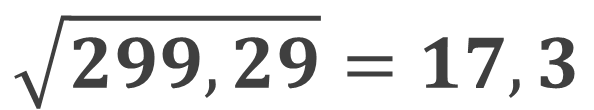 √299,29 = 17,3